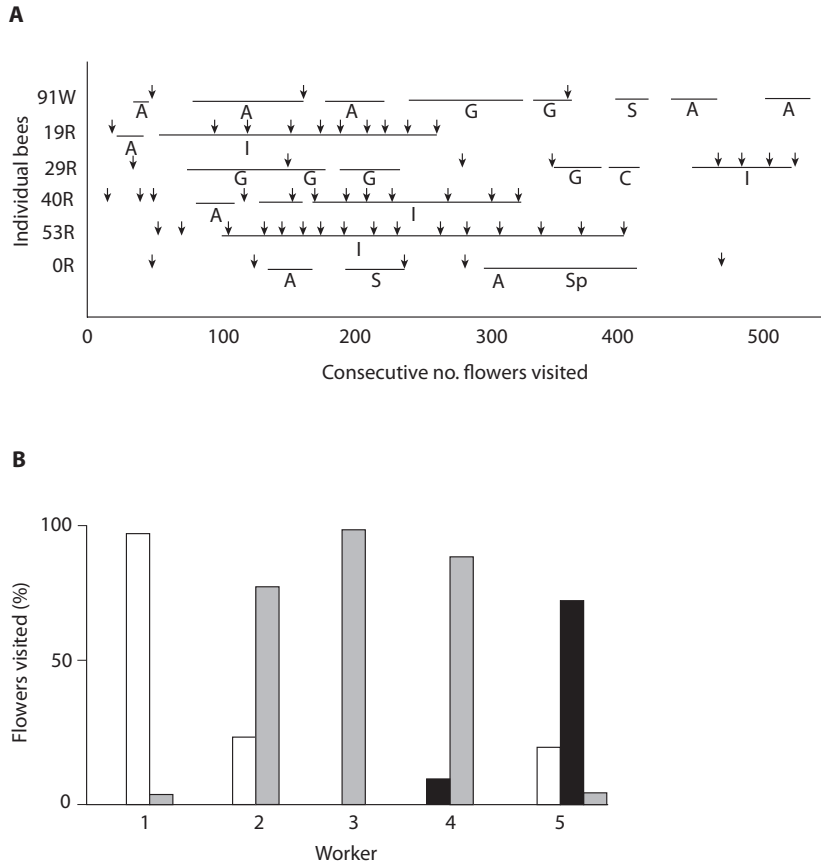 A
Individual bees
91W
A A A G G S A A
19R
A I
29R
G G G G C I
40R
A I
53R
I
0R
A S A Sp
0 100 200 300 400 500
Consecutive no. flowers visited
B
Flowers visited (%)
100
50
0
1 2 3 4 5
Worker